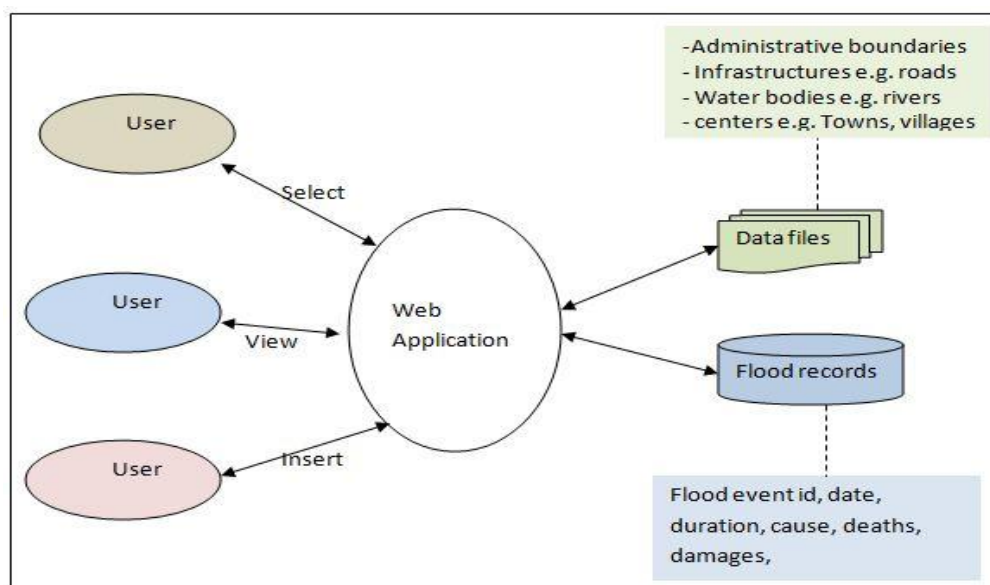 User
Select
User
View
User
Insert
Web
Application
-Administrative boundaries
- Infrastructures e.g. roads
- Water bodies e.g. rivers
- centers e.g. Towns, villages
Data files
Flood records
Flood event id, date,
duration, cause, deaths,
damages,